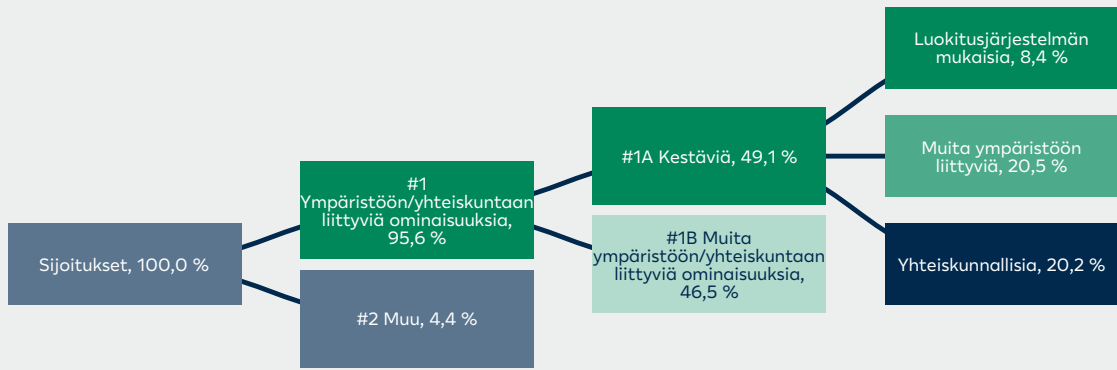 Sijoitukset, 100,0 %
#1
Ympäristöön/yhteiskuntaan
liittyviä ominaisuuksia,
95,6 %
#2 Muu, 4,4 %
#1A Kestäviä, 49,1 %
#1B Muita
ympäristöön/yhteiskuntaan
liittyviä ominaisuuksia,
46,5 %
Luokitusjärjestelmän
mukaisia, 8,4 %
Muita ympäristöön
liittyviä, 20,5 %
Yhteiskunnallisia, 20,2 %